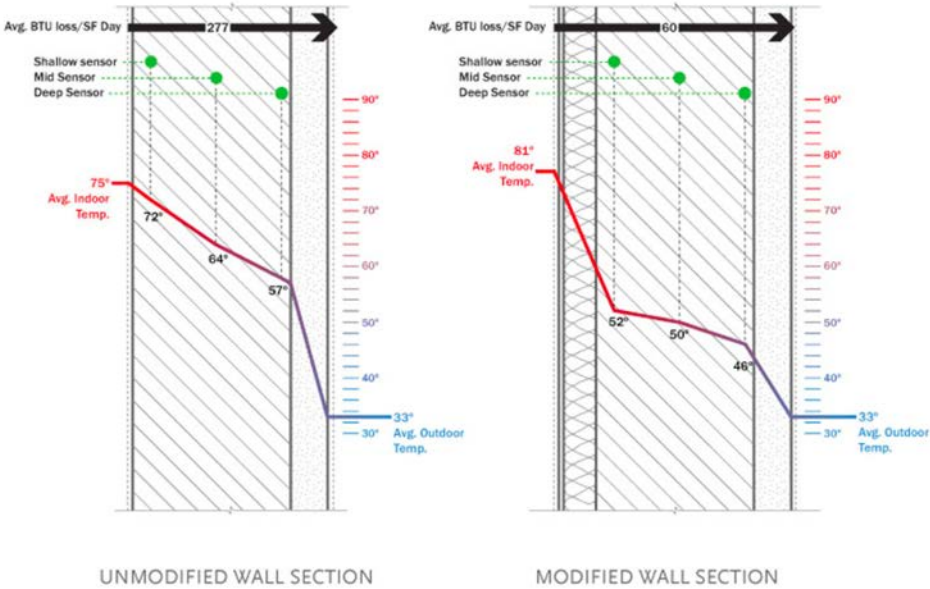 Avg. BTU loss/SF Day
277
Shallow sensor
Mid Sensor
Deep Sensor
90°
80°
75°
Avg. Indoor
Temp.
72°
70°
64°
60°
57°
50°
40°
33°
Avg. Outdoor
Temp.
30°
UNMODIFIED WALL SECTION
Avg. BTU loss/SF Day
60
Shallow sensor
Mid Sensor
Deep Sensor
90°
81°
Avg. Indoor
Temp.
80°
70°
60°
52°
50°
50°
46°
40°
33°
Avg. Outdoor
Temp.
30°
MODIFIED WALL SECTION